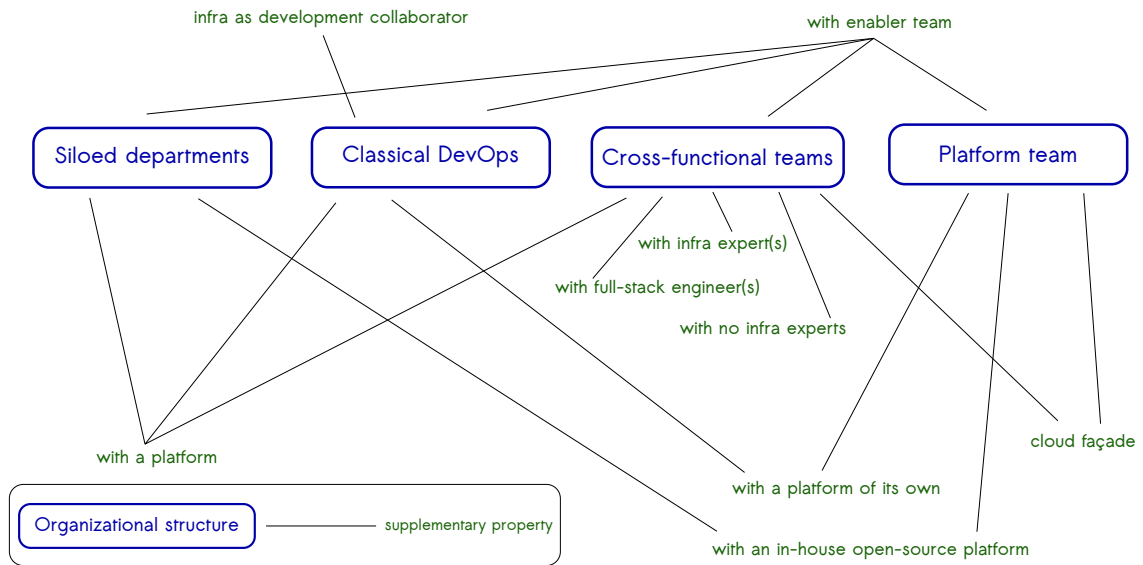 infra as development collaborator
with enabler team
Siloed departments
Classical DevOps
Cross-functional teams
Platform team
with infra expert(s)
with full-stack engineer(s)
with no infra experts
cloud façade
with a platform
with a platform of its own
Organizational structure
supplementary property
with an in-house open-source platform